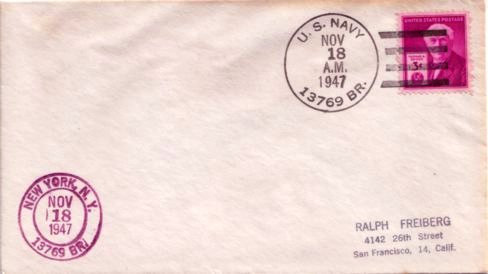 U. S. NAVY
NOV
18
A.M.
1947
13769 BR.
UNITED STATES POSTAGE
3¢
NEW YORK, N. Y.
NOV
18
1947
13769 BR.
RALPH FREIBERG
4142 26th Street
San Francisco, 14, Calif.